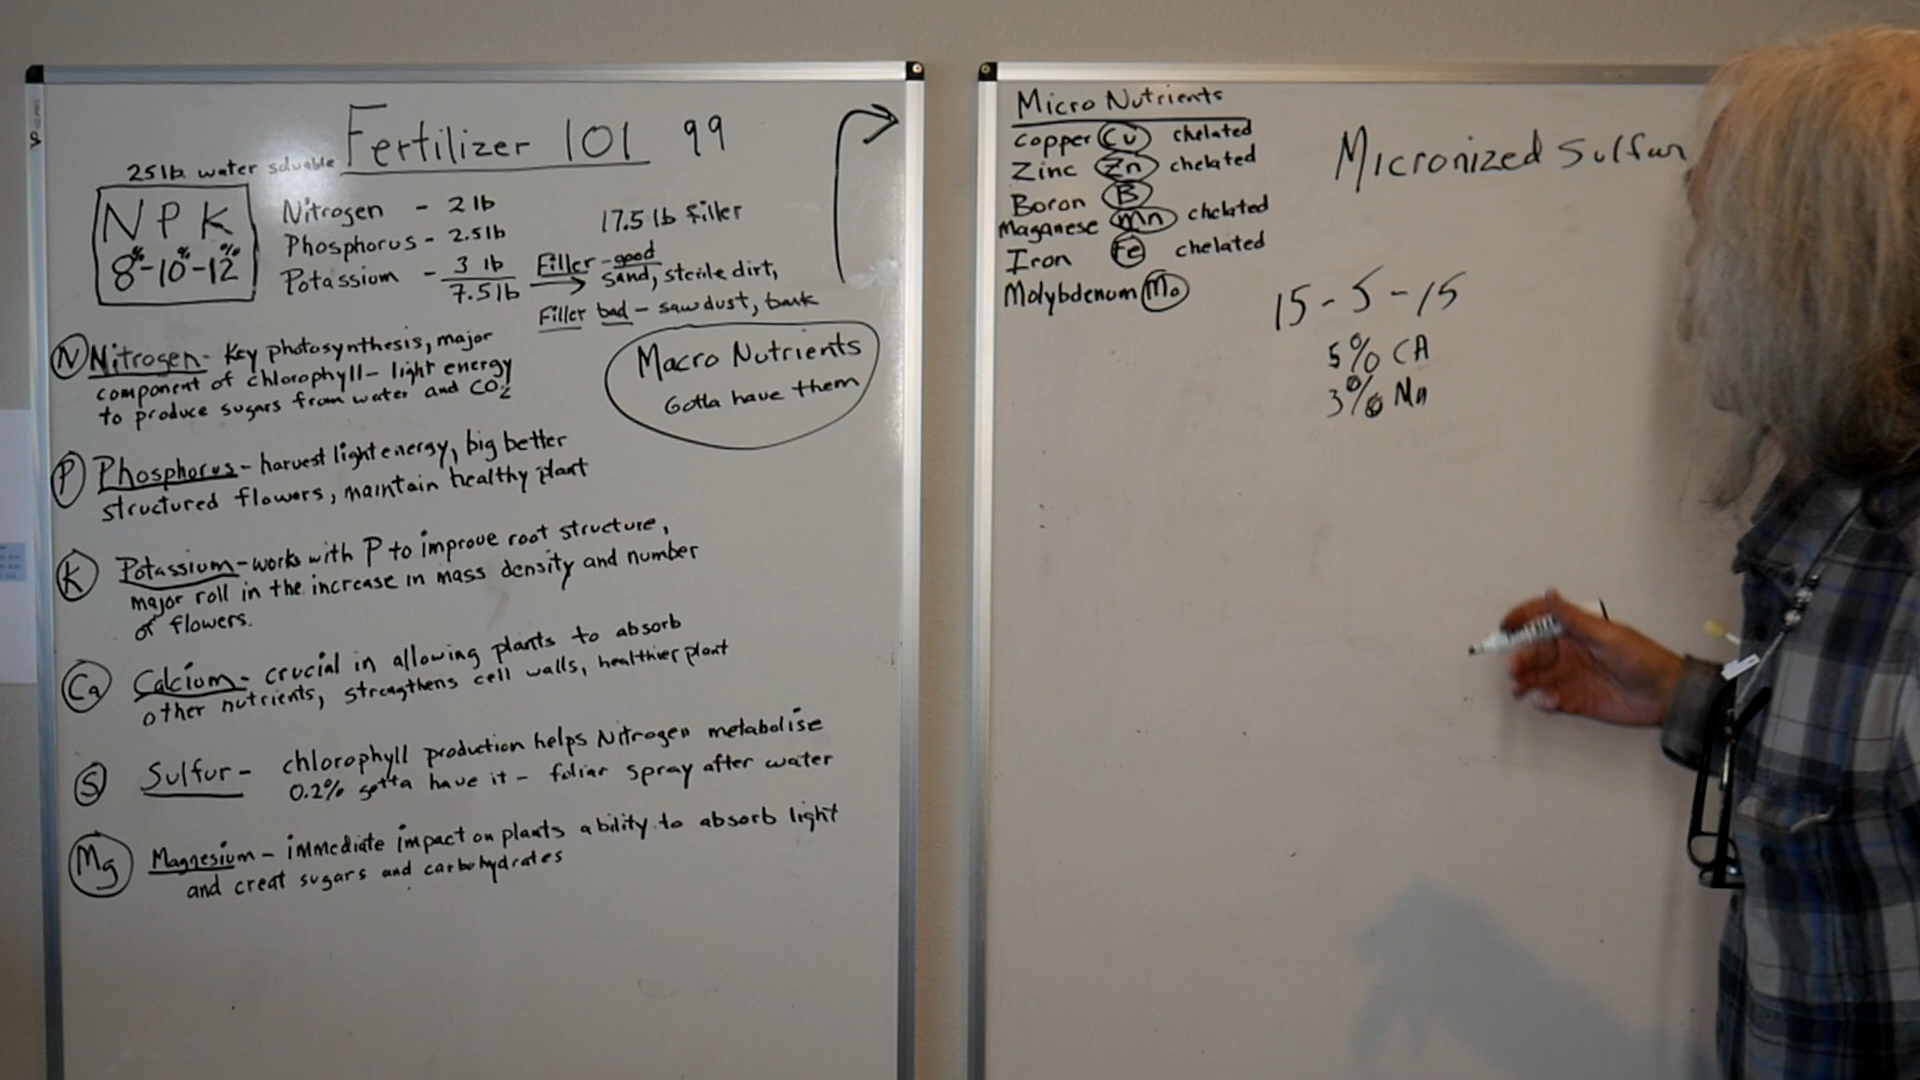 Fertilizer 101 99
25lb water soluable
N P K
8%-10%-12%
Nitrogen - 2 lb
Phosphorus - 2.5lb
Potassium - 3 lb
7.5lb
17.5 lb filler
Filler - good
sand, sterile dirt,
Filler bad - sawdust, bark
Macro Nutrients
Gotta have them
N Nitrogen - Key photosynthesis, major
component of chlorophyll - light energy
to produce sugars from water and CO2
P Phosphorus - harvest light energy, big better
structured flowers, maintain healthy plant
K Potassium - works with P to improve root structure,
major roll in the increase in mass density and number
of flowers.
Ca Calcium - crucial in allowing plants to absorb
other nutrients, strengthens cell walls, healthier plant
S Sulfur - chlorophyll production helps Nitrogen metabolise
0.2% gotta have it - foliar spray after water
Mg Magnesium - immediate impact on plants ability to absorb light
and creat sugars and carbohydrates
Micro Nutrients
Copper Cu chelated
Zinc Zn chelated
Boron B
Maganese Mn chelated
Iron Fe chelated
Molybdenum Mo
Micronized Sulfur
15-5-15
5% CA
3%